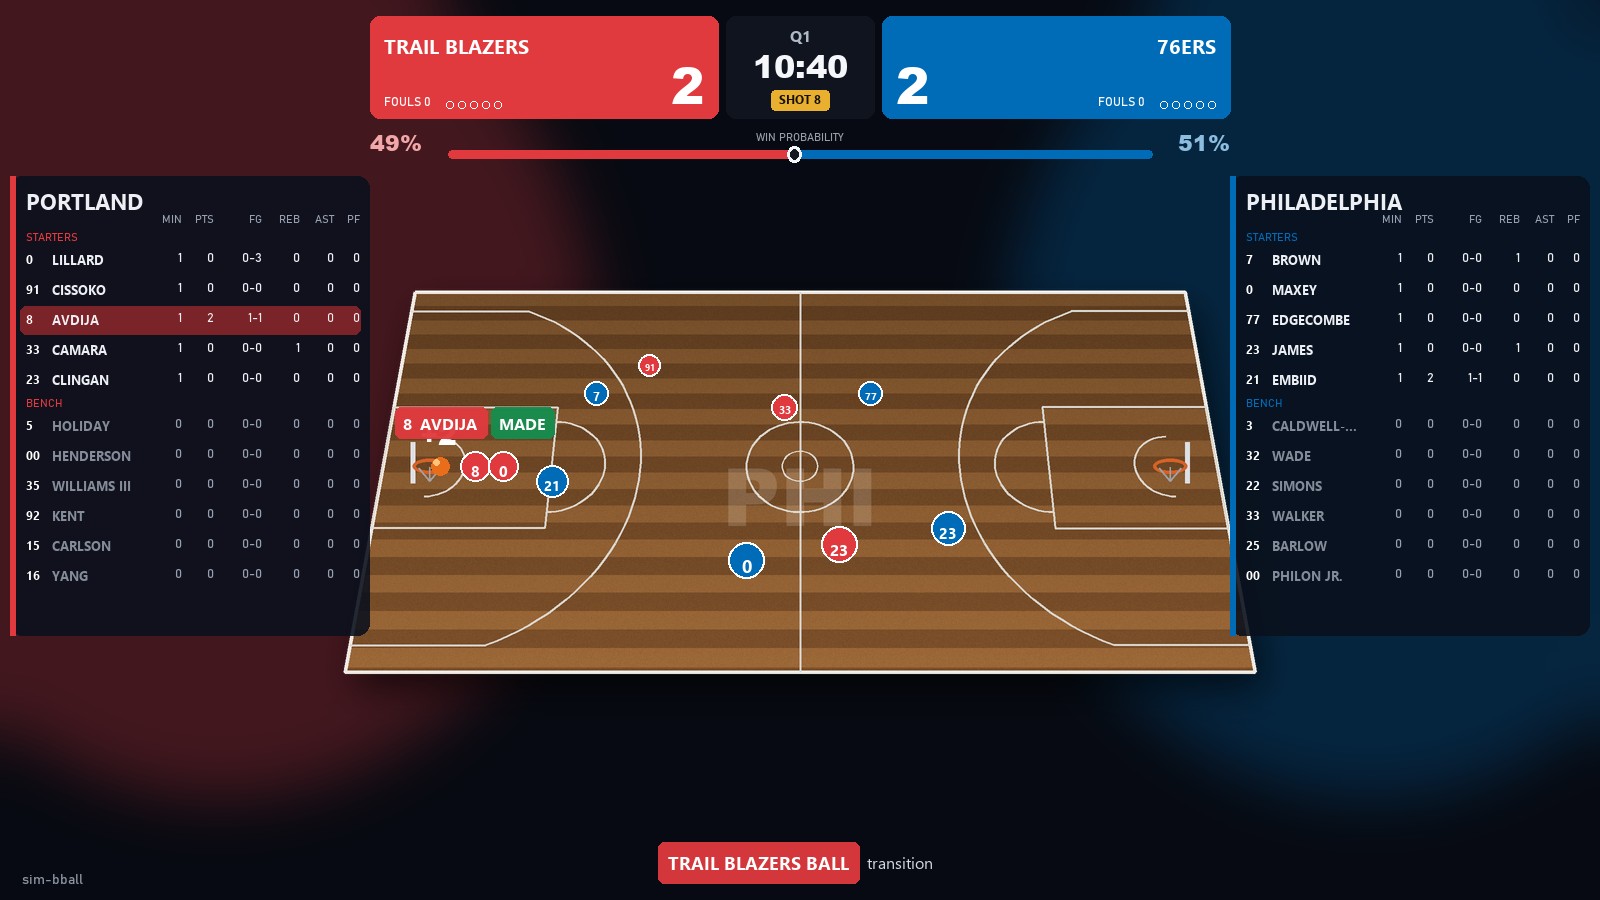 TRAIL BLAZERS
2
FOULS 0
Q1
10:40
SHOT 8
76ERS
2
FOULS 0
49%
WIN PROBABILITY
51%
PORTLAND
MIN PTS FG REB AST PF
STARTERS
0 LILLARD 1 0 0-3 0 0 0
91 CISSOKO 1 0 0-0 0 0 0
8 AVDIJA 1 2 1-1 0 0 0
33 CAMARA 1 0 0-0 1 0 0
23 CLINGAN 1 0 0-0 0 0 0
BENCH
5 HOLIDAY 0 0 0-0 0 0 0
00 HENDERSON 0 0 0-0 0 0 0
35 WILLIAMS III 0 0 0-0 0 0 0
92 KENT 0 0 0-0 0 0 0
15 CARLSON 0 0 0-0 0 0 0
16 YANG 0 0 0-0 0 0 0
PHILADELPHIA
MIN PTS FG REB AST PF
STARTERS
7 BROWN 1 0 0-0 1 0 0
0 MAXEY 1 0 0-0 0 0 0
77 EDGECOMBE 1 0 0-0 0 0 0
23 JAMES 1 0 0-0 1 0 0
21 EMBIID 1 2 1-1 0 0 0
BENCH
3 CALDWELL-... 0 0 0-0 0 0 0
32 WADE 0 0 0-0 0 0 0
22 SIMONS 0 0 0-0 0 0 0
33 WALKER 0 0 0-0 0 0 0
25 BARLOW 0 0 0-0 0 0 0
00 PHILON JR. 0 0 0-0 0 0 0
91
7
33
77
8 AVDIJA MADE
8
0
21
PHI
23
23
0
TRAIL BLAZERS BALL transition
sim-bball